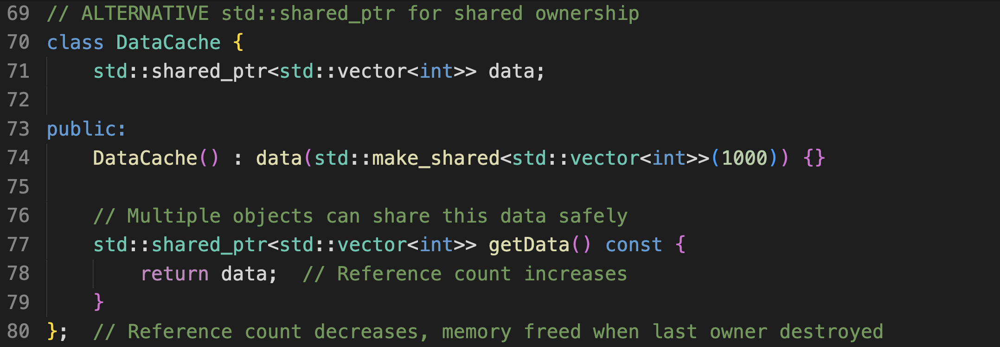 69 // ALTERNATIVE std::shared_ptr for shared ownership
70 class DataCache {
71     std::shared_ptr<std::vector<int>> data;
72
73 public:
74     DataCache() : data(std::make_shared<std::vector<int>>(1000)) {}
75
76     // Multiple objects can share this data safely
77     std::shared_ptr<std::vector<int>> getData() const {
78         return data;  // Reference count increases
79     }
80 };  // Reference count decreases, memory freed when last owner destroyed